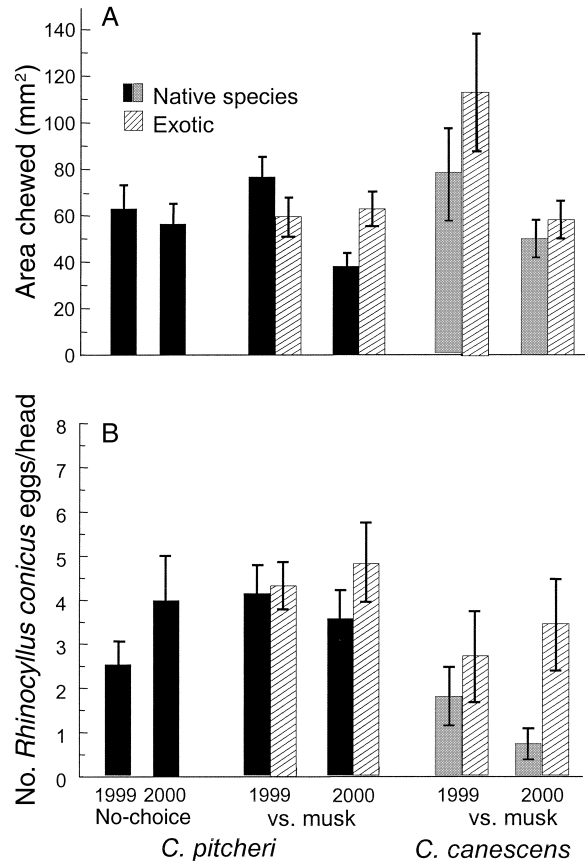 A
140
120
100
80
60
40
20
0
Area chewed (mm²)
Native species
Exotic
B
8
7
6
5
4
3
2
1
0
No. Rhinocyllus conicus eggs/head
1999 2000 1999 2000 1999 2000
No-choice vs. musk vs. musk
C. pitcheri C. canescens